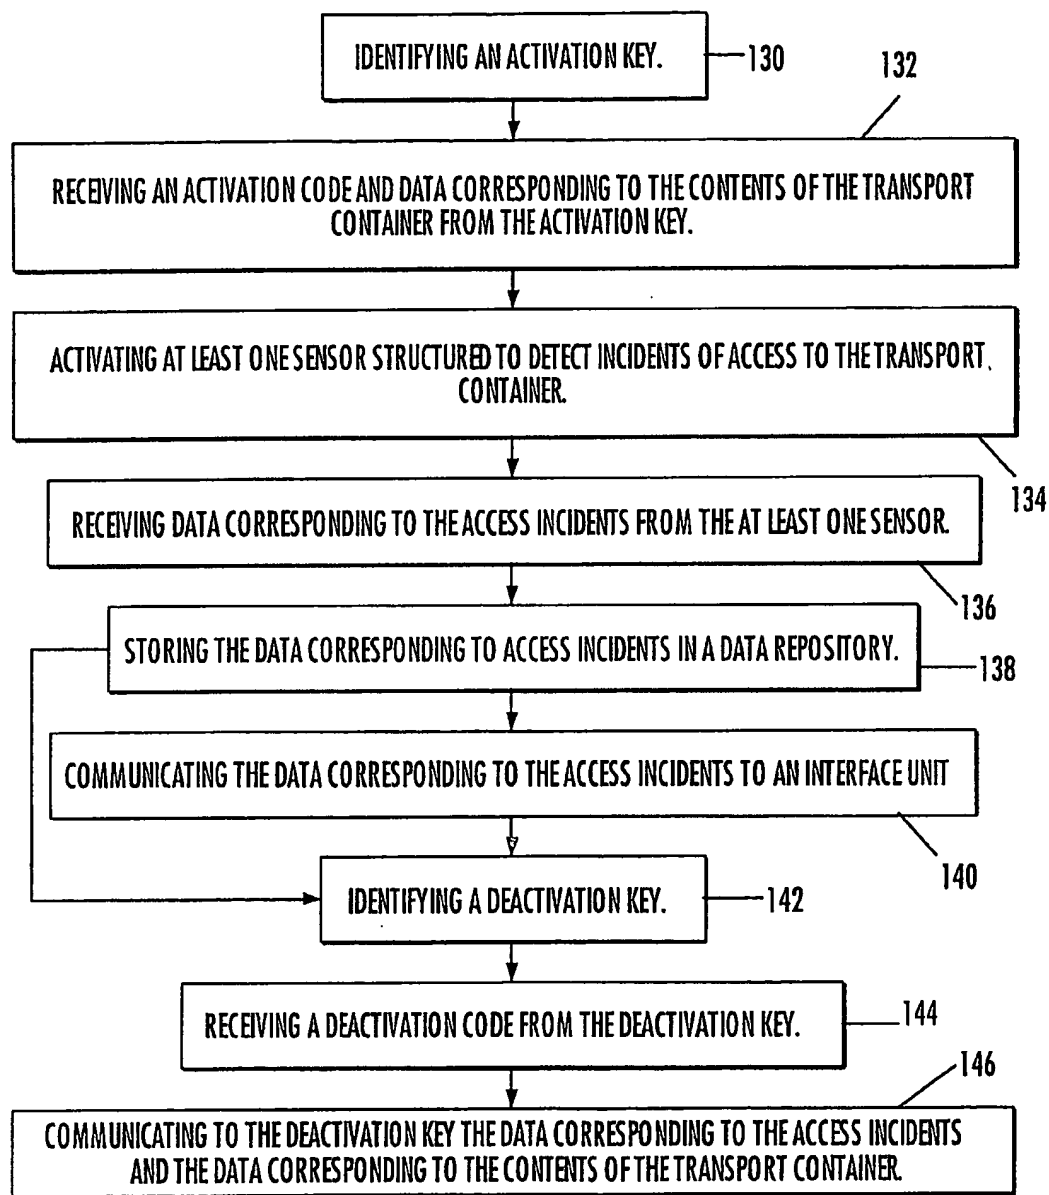 IDENTIFYING AN ACTIVATION KEY.
130
132
RECEIVING AN ACTIVATION CODE AND DATA CORRESPONDING TO THE CONTENTS OF THE TRANSPORT
CONTAINER FROM THE ACTIVATION KEY.
ACTIVATING AT LEAST ONE SENSOR STRUCTURED TO DETECT INCIDENTS OF ACCESS TO THE TRANSPORT
CONTAINER.
134
RECEIVING DATA CORRESPONDING TO THE ACCESS INCIDENTS FROM THE AT LEAST ONE SENSOR.
136
STORING THE DATA CORRESPONDING TO ACCESS INCIDENTS IN A DATA REPOSITORY.
138
COMMUNICATING THE DATA CORRESPONDING TO THE ACCESS INCIDENTS TO AN INTERFACE UNIT
140
IDENTIFYING A DEACTIVATION KEY.
142
RECEIVING A DEACTIVATION CODE FROM THE DEACTIVATION KEY.
144
146
COMMUNICATING TO THE DEACTIVATION KEY THE DATA CORRESPONDING TO THE ACCESS INCIDENTS
AND THE DATA CORRESPONDING TO THE CONTENTS OF THE TRANSPORT CONTAINER.